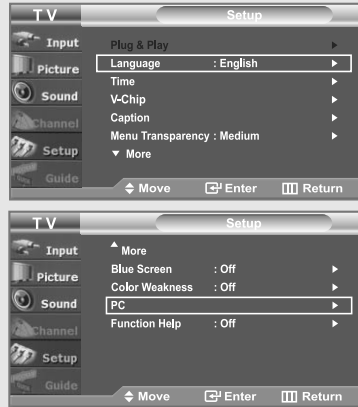 TV Setup
Input
Picture
Sound
Channel
Setup
Guide
Plug & Play ►
Language : English ►
Time ►
V-Chip ►
Caption ►
Menu Transparency : Medium ►
▼ More
Move Enter Return
TV Setup
Input
Picture
Sound
Channel
Setup
Guide
▲ More
Blue Screen : Off ►
Color Weakness : Off ►
PC ►
Function Help : Off ►
Move Enter Return